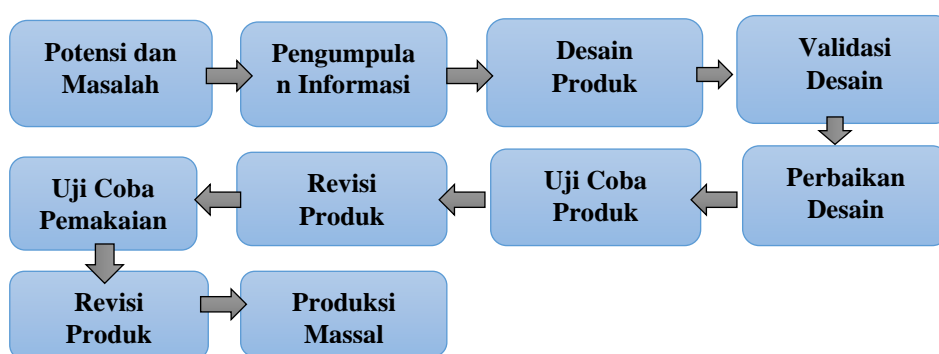 Potensi dan
Masalah
Pengumpula
n Informasi
Desain
Produk
Validasi
Desain
Perbaikan
Desain
Uji Coba
Produk
Revisi
Produk
Uji Coba
Pemakaian
Revisi
Produk
Produksi
Massal